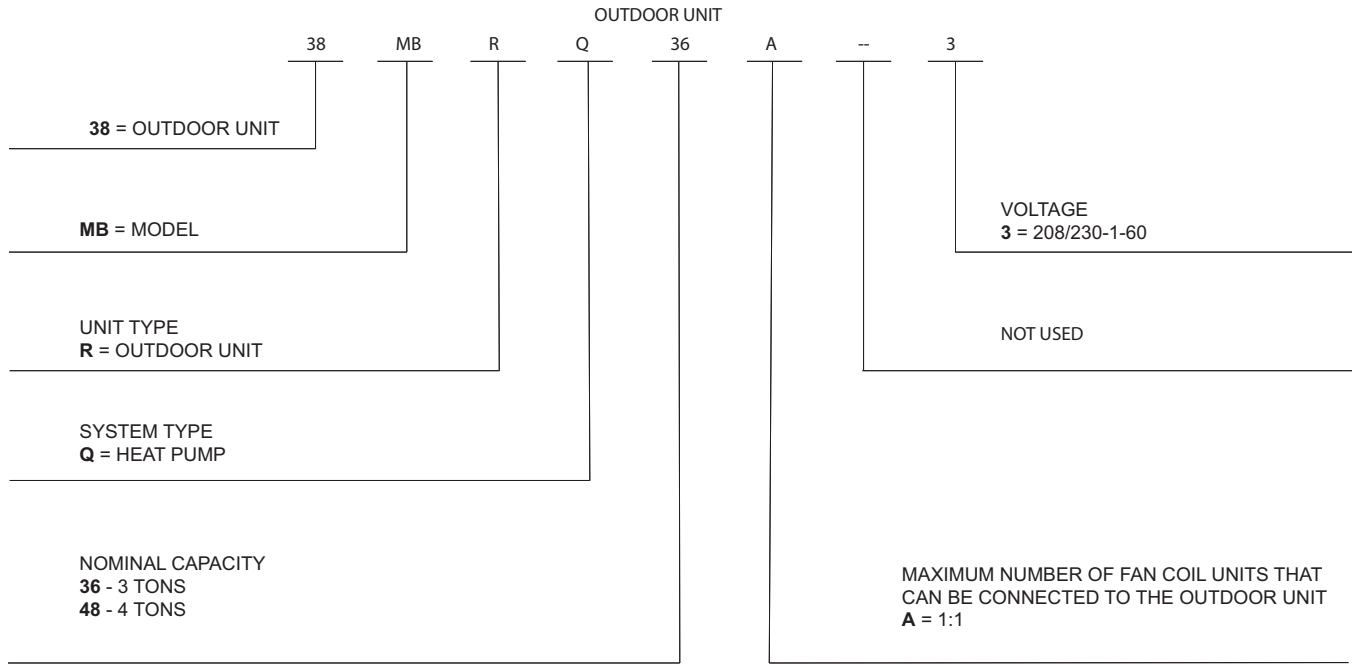 OUTDOOR UNIT
38 MB R Q 36 A -- 3
38 = OUTDOOR UNIT
MB = MODEL
VOLTAGE
3 = 208/230-1-60
UNIT TYPE
R = OUTDOOR UNIT
NOT USED
SYSTEM TYPE
Q = HEAT PUMP
NOMINAL CAPACITY
36 - 3 TONS
48 - 4 TONS
MAXIMUM NUMBER OF FAN COIL UNITS THAT
CAN BE CONNECTED TO THE OUTDOOR UNIT
A = 1:1